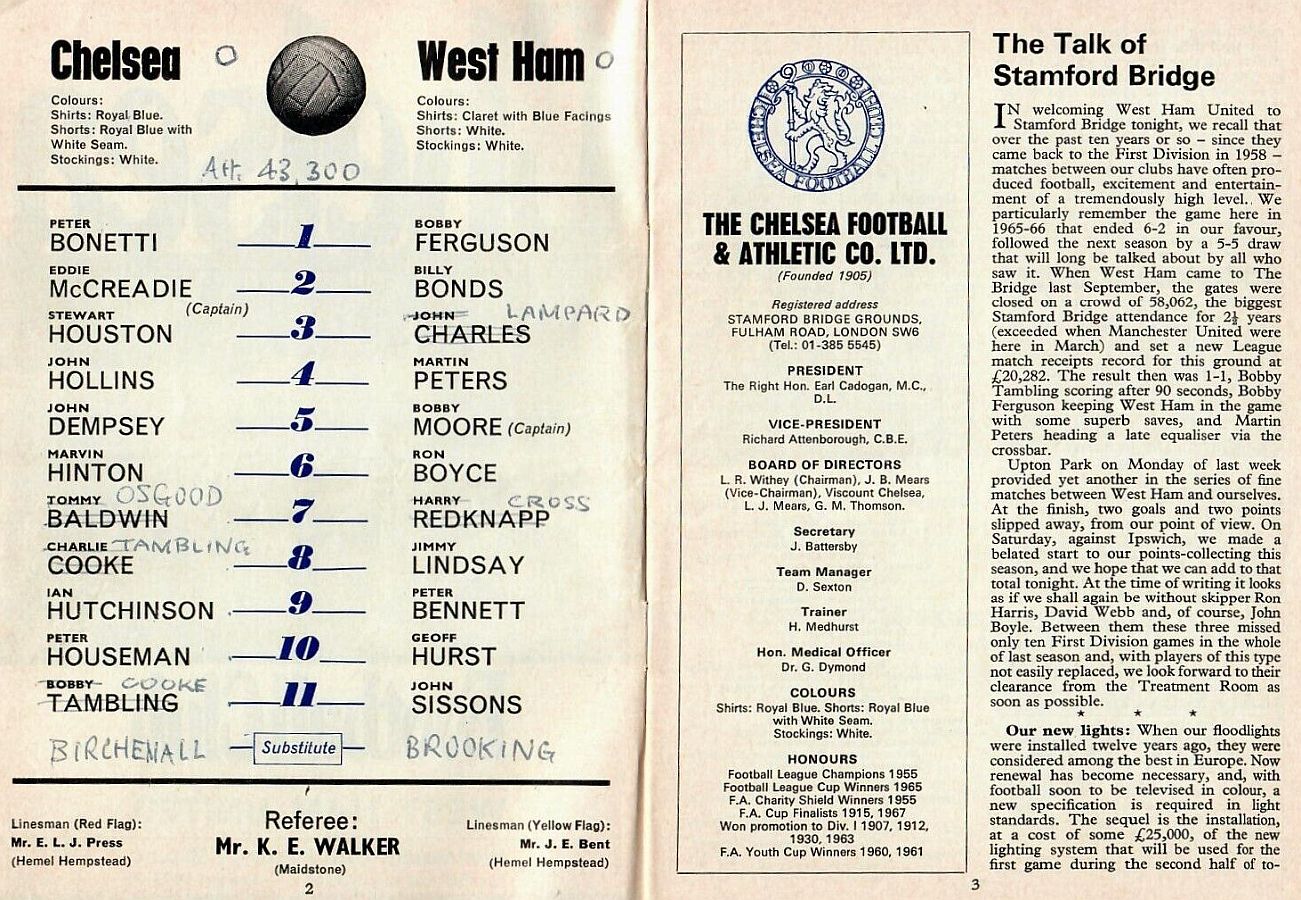 Chelsea 0
Colours:
Shirts: Royal Blue.
Shorts: Royal Blue with
White Seam.
Stockings: White.
West Ham 0
Colours:
Shirts: Claret with Blue Facings
Shorts: White.
Stockings: White.
Att. 43,300
PETER
BONETTI
1
BOBBY
FERGUSON
EDDIE
McCREADIE
(Captain)
2
BILLY
BONDS
STEWART
HOUSTON
3
JOHN LAMPARD
CHARLES
JOHN
HOLLINS
4
MARTIN
PETERS
JOHN
DEMPSEY
5
BOBBY
MOORE (Captain)
MARVIN
HINTON
6
RON
BOYCE
TOMMY OSGOOD
BALDWIN
7
HARRY CROSS
REDKNAPP
CHARLIE TAMBLING
COOKE
8
JIMMY
LINDSAY
IAN
HUTCHINSON
9
PETER
BENNETT
PETER
HOUSEMAN
10
GEOFF
HURST
BOBBY COOKE
TAMBLING
11
JOHN
SISSONS
BIRCHENALL
Substitute
BROOKING
Linesman (Red Flag):
Mr. E. L. J. Press
(Hemel Hempstead)
Referee:
Mr. K. E. WALKER
(Maidstone)
Linesman (Yellow Flag):
Mr. J. E. Bent
(Hemel Hempstead)
2
CHELSEA FOOTBALL CLUB
THE CHELSEA FOOTBALL
& ATHLETIC CO. LTD.
(Founded 1905)
Registered address
STAMFORD BRIDGE GROUNDS,
FULHAM ROAD, LONDON SW6
(Tel.: 01-385 5545)
PRESIDENT
The Right Hon. Earl Cadogan, M.C.,
D.L.
VICE-PRESIDENT
Richard Attenborough, C.B.E.
BOARD OF DIRECTORS
L. R. Withey (Chairman), J. B. Mears
(Vice-Chairman), Viscount Chelsea,
L. J. Mears, G. M. Thomson.
Secretary
J. Battersby
Team Manager
D. Sexton
Trainer
H. Medhurst
Hon. Medical Officer
Dr. G. Dymond
COLOURS
Shirts: Royal Blue. Shorts: Royal Blue
with White Seam.
Stockings: White.
HONOURS
Football League Champions 1955
Football League Cup Winners 1965
F.A. Charity Shield Winners 1955
F.A. Cup Finalists 1915, 1967
Won promotion to Div. I 1907, 1912,
1930, 1963
F.A. Youth Cup Winners 1960, 1961
The Talk of
Stamford Bridge
IN welcoming West Ham United to
Stamford Bridge tonight, we recall that
over the past ten years or so – since they
came back to the First Division in 1958 –
matches between our clubs have often pro-
duced football, excitement and entertain-
ment of a tremendously high level. We
particularly remember the game here in
1965-66 that ended 6-2 in our favour,
followed the next season by a 5-5 draw
that will long be talked about by all who
saw it. When West Ham came to The
Bridge last September, the gates were
closed on a crowd of 58,062, the biggest
Stamford Bridge attendance for 2½ years
(exceeded when Manchester United were
here in March) and set a new League
match receipts record for this ground at
£20,282. The result then was 1-1, Bobby
Tambling scoring after 90 seconds, Bobby
Ferguson keeping West Ham in the game
with some superb saves, and Martin
Peters heading a late equaliser via the
crossbar.
Upton Park on Monday of last week
provided yet another in the series of fine
matches between West Ham and ourselves.
At the finish, two goals and two points
slipped away, from our point of view. On
Saturday, against Ipswich, we made a
belated start to our points-collecting this
season, and we hope that we can add to that
total tonight. At the time of writing it looks
as if we shall again be without skipper Ron
Harris, David Webb and, of course, John
Boyle. Between them these three missed
only ten First Division games in the whole
of last season and, with players of this type
not easily replaced, we look forward to their
clearance from the Treatment Room as
soon as possible.
★ ★ ★
Our new lights: When our floodlights
were installed twelve years ago, they were
considered among the best in Europe. Now
renewal has become necessary, and, with
football soon to be televised in colour, a
new specification is required in light
standards. The sequel is the installation,
at a cost of some £25,000, of the new
lighting system that will be used for the
first game during the second half of to-
3